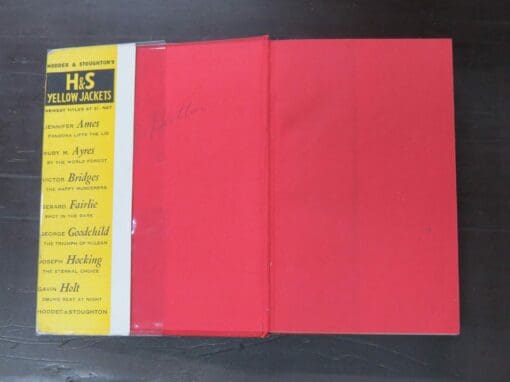 HODDER & STOUGHTON'S
H&S
YELLOW JACKETS
NEWEST TITLES AT 2/- NET
JENNIFER Ames
PANDORA LIFTS THE LID
RUBY M. Ayres
BY THE WORLD FORGOT
VICTOR Bridges
THE HAPPY MURDERERS
GERARD Fairlie
SHOT IN THE DARK
GEORGE Goodchild
THE TRIUMPH OF McLEAN
JOSEPH Hocking
THE ETERNAL CHOICE
GAVIN Holt
DRUMS BEAT AT NIGHT
HODDER & STOUGHTON